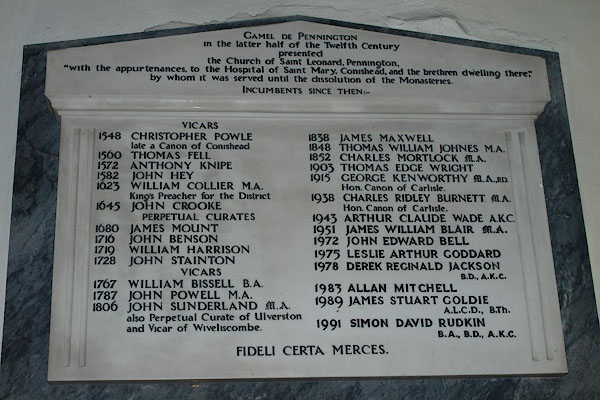 GAMEL DE PENNINGTON
in the latter half of the Twelfth Century
presented
the Church of Saint Leonard, Pennington,
"with the appurtenances, to the Hospital of Saint Mary, Conishead, and the brethren dwelling there,"
by whom it was served until the dissolution of the Monasteries.
INCUMBENTS SINCE THEN:-
VICARS
1548 CHRISTOPHER POWLE
late a Canon of Conishead
1560 THOMAS FELL
1572 ANTHONY KNIPE
1582 JOHN HEY
1623 WILLIAM COLLIER M.A.
King's Preacher for the District
1645 JOHN CROOKE
PERPETUAL CURATES
1680 JAMES MOUNT
1716 JOHN BENSON
1719 WILLIAM HARRISON
1728 JOHN STAINTON
VICARS
1767 WILLIAM BISSELL B.A.
1787 JOHN POWELL M.A.
1806 JOHN SUNDERLAND M.A.
also Perpetual Curate of Ulverston
and Vicar of Wiveliscombe.
1838 JAMES MAXWELL
1848 THOMAS WILLIAM JOHNES M.A.
1852 CHARLES MORTLOCK M.A.
1903 THOMAS EDGE WRIGHT
1915 GEORGE KENWORTHY M.A., R.D.
Hon. Canon of Carlisle.
1938 CHARLES RIDLEY BURNETT M.A.
Hon. Canon of Carlisle.
1943 ARTHUR CLAUDE WADE A.K.C.
1951 JAMES WILLIAM BLAIR M.A.
1972 JOHN EDWARD BELL
1975 LESLIE ARTHUR GODDARD
1978 DEREK REGINALD JACKSON
B.D., A.K.C.
1983 ALLAN MITCHELL
1989 JAMES STUART GOLDIE
A.L.C.D., B.Th.
1991 SIMON DAVID RUDKIN
B.A., B.D., A.K.C.
FIDELI CERTA MERCES.